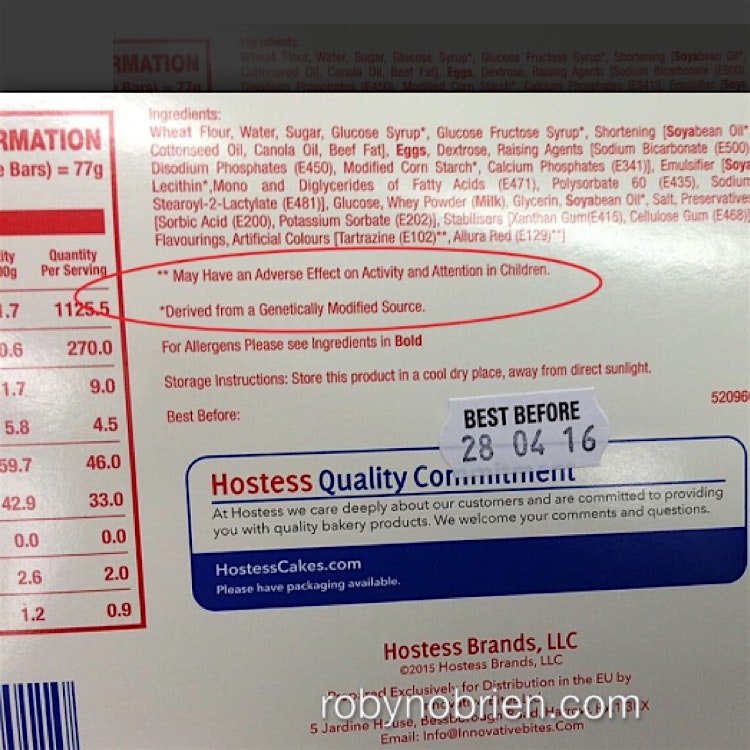 Ingredients:
RMATION
Wheat Flour, Water, Sugar, Glucose Syrup*, Glucose Fructose Syrup*, Shortening [Soyabean Oil*
Cottonseed Oil, Canola Oil, Beef Fat], Eggs, Dextrose, Raising Agents [Sodium Bicarbonate (E500)
Ingredients:
Wheat Flour, Water, Sugar, Glucose Syrup*, Glucose Fructose Syrup*, Shortening [Soyabean Oil*
Cottonseed Oil, Canola Oil, Beef Fat], Eggs, Dextrose, Raising Agents [Sodium Bicarbonate (E500)
Disodium Phosphates (E450), Modified Corn Starch*, Calcium Phosphates (E341)], Emulsifier [Soya
Lecithin*,Mono and Diglycerides of Fatty Acids (E471), Polysorbate 60 (E435), Sodium
Stearoyl-2-Lactylate (E481)], Glucose, Whey Powder (Milk), Glycerin, Soyabean Oil*, Salt, Preservatives
[Sorbic Acid (E200), Potassium Sorbate (E202)], Stabilisers [Xanthan Gum(E415), Cellulose Gum (E468)]
Flavourings, Artificial Colours [Tartrazine (E102)**, Allura Red (E129)**]
** May Have an Adverse Effect on Activity and Attention in Children.
*Derived from a Genetically Modified Source.
For Allergens Please see Ingredients in Bold
Storage Instructions: Store this product in a cool dry place, away from direct sunlight.
Best Before:
52096
BEST BEFORE
28 04 16
RMATION
e Bars) = 77g
ity Quantity
00g Per Serving
1.7 1125.5
0.6 270.0
1.7 9.0
5.8 4.5
59.7 46.0
42.9 33.0
0.0 0.0
2.6 2.0
1.2 0.9
Hostess Quality Commitment
At Hostess we care deeply about our customers and are committed to providing
you with quality bakery products. We welcome your comments and questions.
HostessCakes.com
Please have packaging available.
Hostess Brands, LLC
©2015 Hostess Brands, LLC
Exclusively for Distribution in the EU by
robynobrien.com
5 Jardine House,
Email: Info@Innovativebites.Com